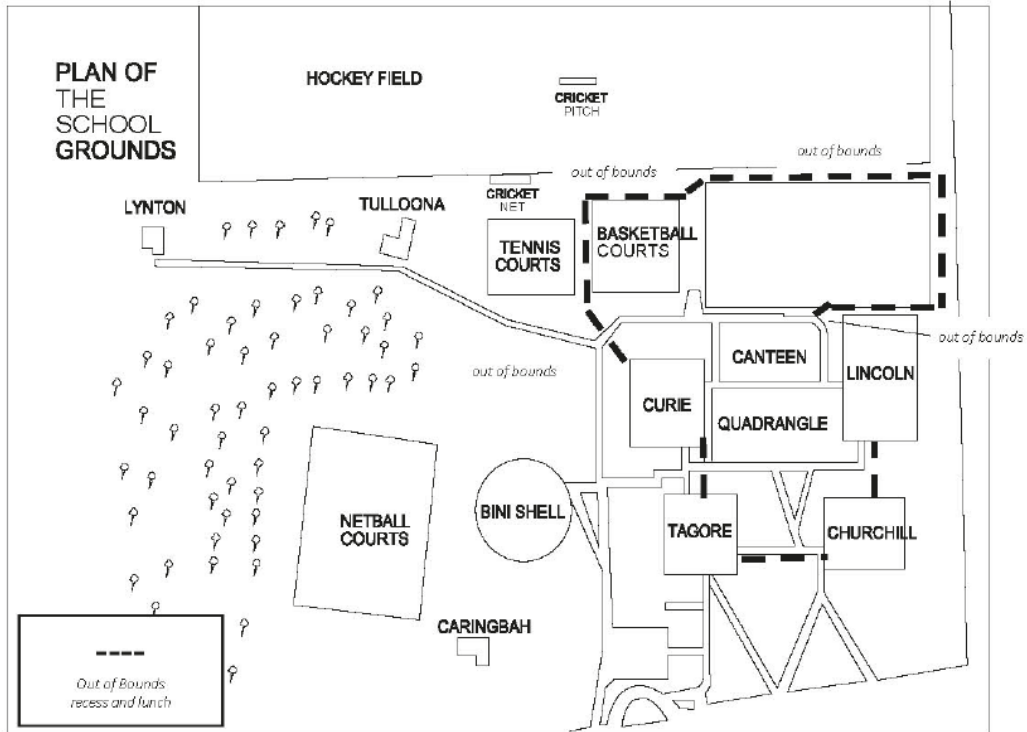 PLAN OF
THE
SCHOOL
GROUNDS
HOCKEY FIELD
CRICKET
PITCH
out of bounds
out of bounds
CRICKET
NET
LYNTON
TULLOONA
TENNIS
COURTS
BASKETBALL
COURTS
out of bounds
CANTEEN
LINCOLN
out of bounds
CURIE
QUADRANGLE
BINI SHELL
NETBALL
COURTS
TAGORE
CHURCHILL
CARINGBAH
Out of Bounds
recess and lunch